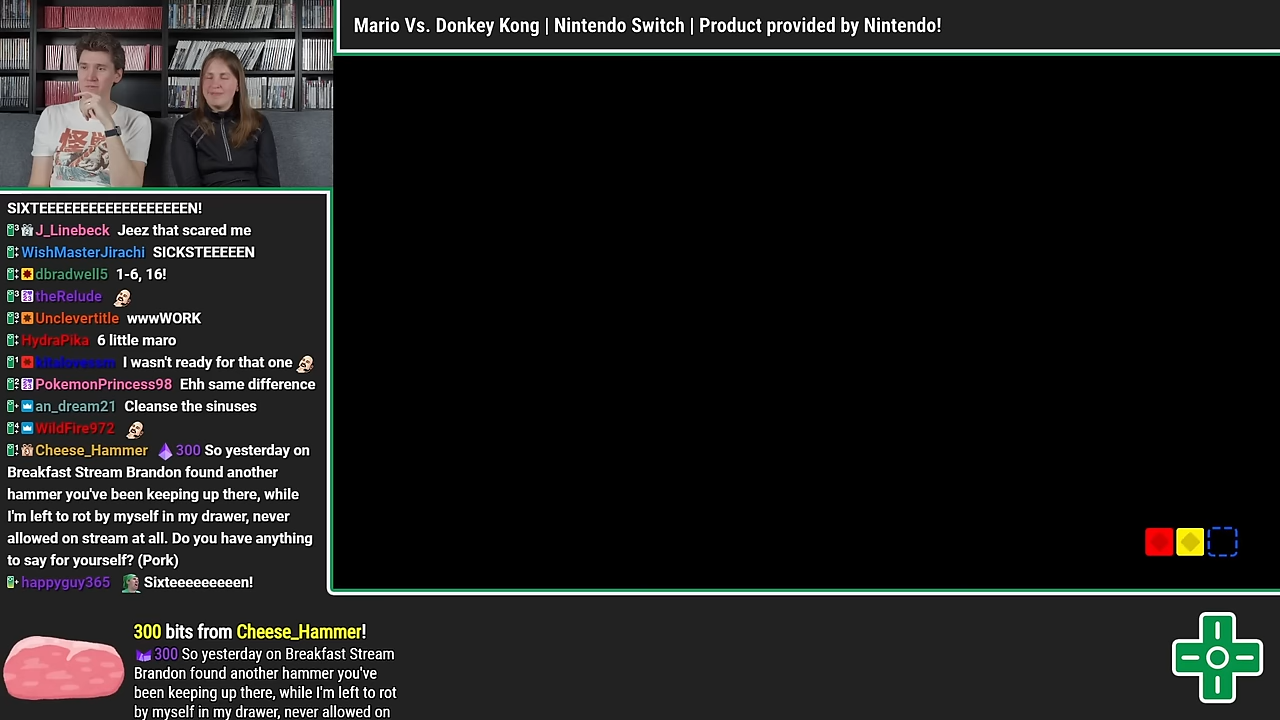 Mario Vs. Donkey Kong | Nintendo Switch | Product provided by Nintendo!
SIXTEEEEEEEEEEEEEEEEEEN!
J_Linebeck Jeez that scared me
WishMasterJirachi SICKSTEEEEEN
dbradwell5 1-6, 16!
theRelude
Unclevertitle wwwWORK
HydraPika 6 little maro
I wasn't ready for that one
PokemonPrincess98 Ehh same difference
an_dream21 Cleanse the sinuses
WildFire972
Cheese_Hammer 300 So yesterday on
Breakfast Stream Brandon found another
hammer you've been keeping up there, while
I'm left to rot by myself in my drawer, never
allowed on stream at all. Do you have anything
to say for yourself? (Pork)
happyguy365 Sixteeeeeeeeen!
300 bits from Cheese_Hammer!
300 So yesterday on Breakfast Stream
Brandon found another hammer you've
been keeping up there, while I'm left to rot
by myself in my drawer, never allowed on